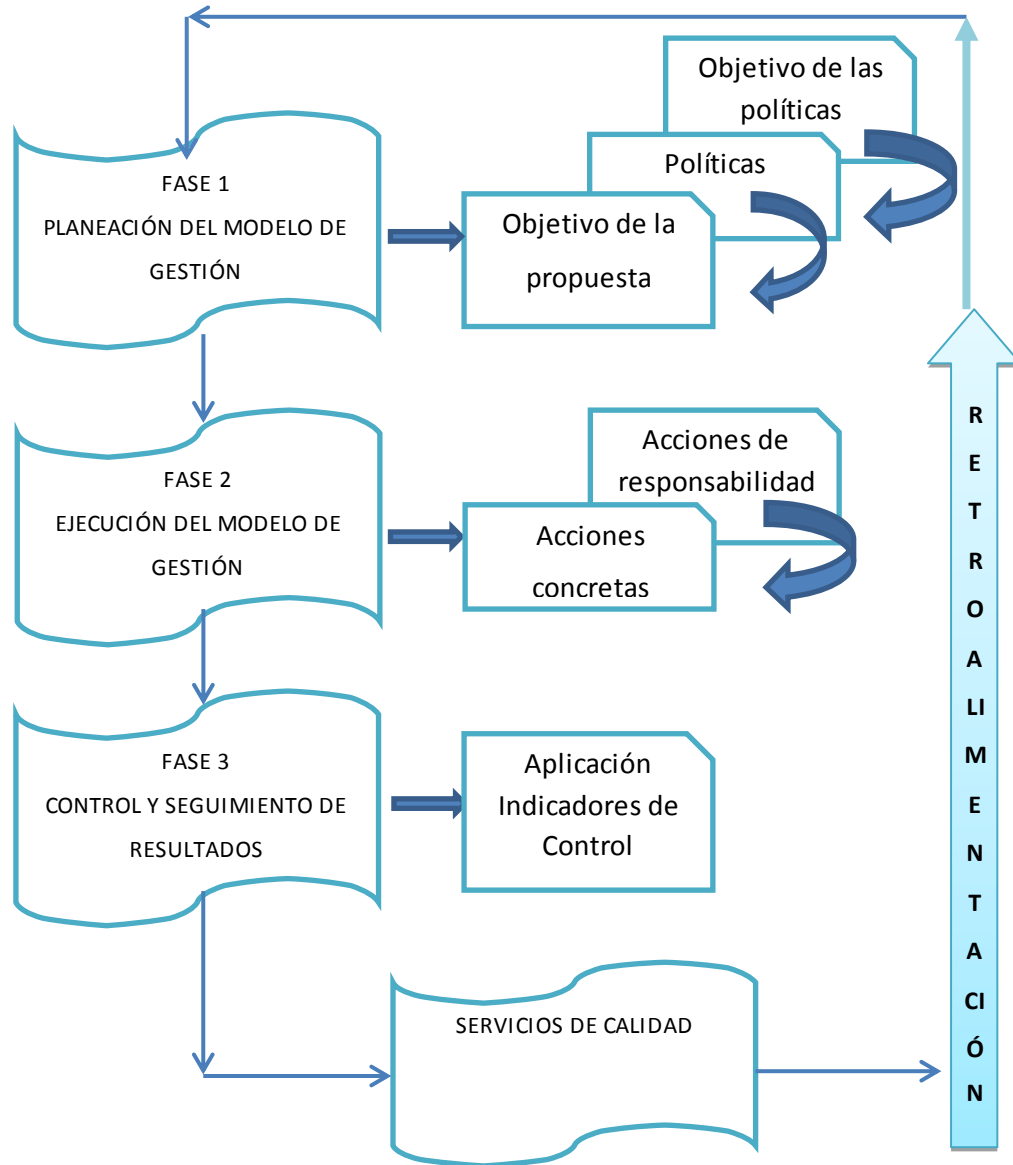 Objetivo de las
políticas
Políticas
FASE 1
PLANEACIÓN DEL MODELO DE
GESTIÓN
Objetivo de la
propuesta
FASE 2
EJECUCIÓN DEL MODELO DE
GESTIÓN
Acciones de
responsabilidad
Acciones
concretas
FASE 3
CONTROL Y SEGUIMIENTO DE
RESULTADOS
Aplicación
Indicadores de
Control
SERVICIOS DE CALIDAD
R
E
T
R
O
A
LI
M
E
N
T
A
CI
Ó
N